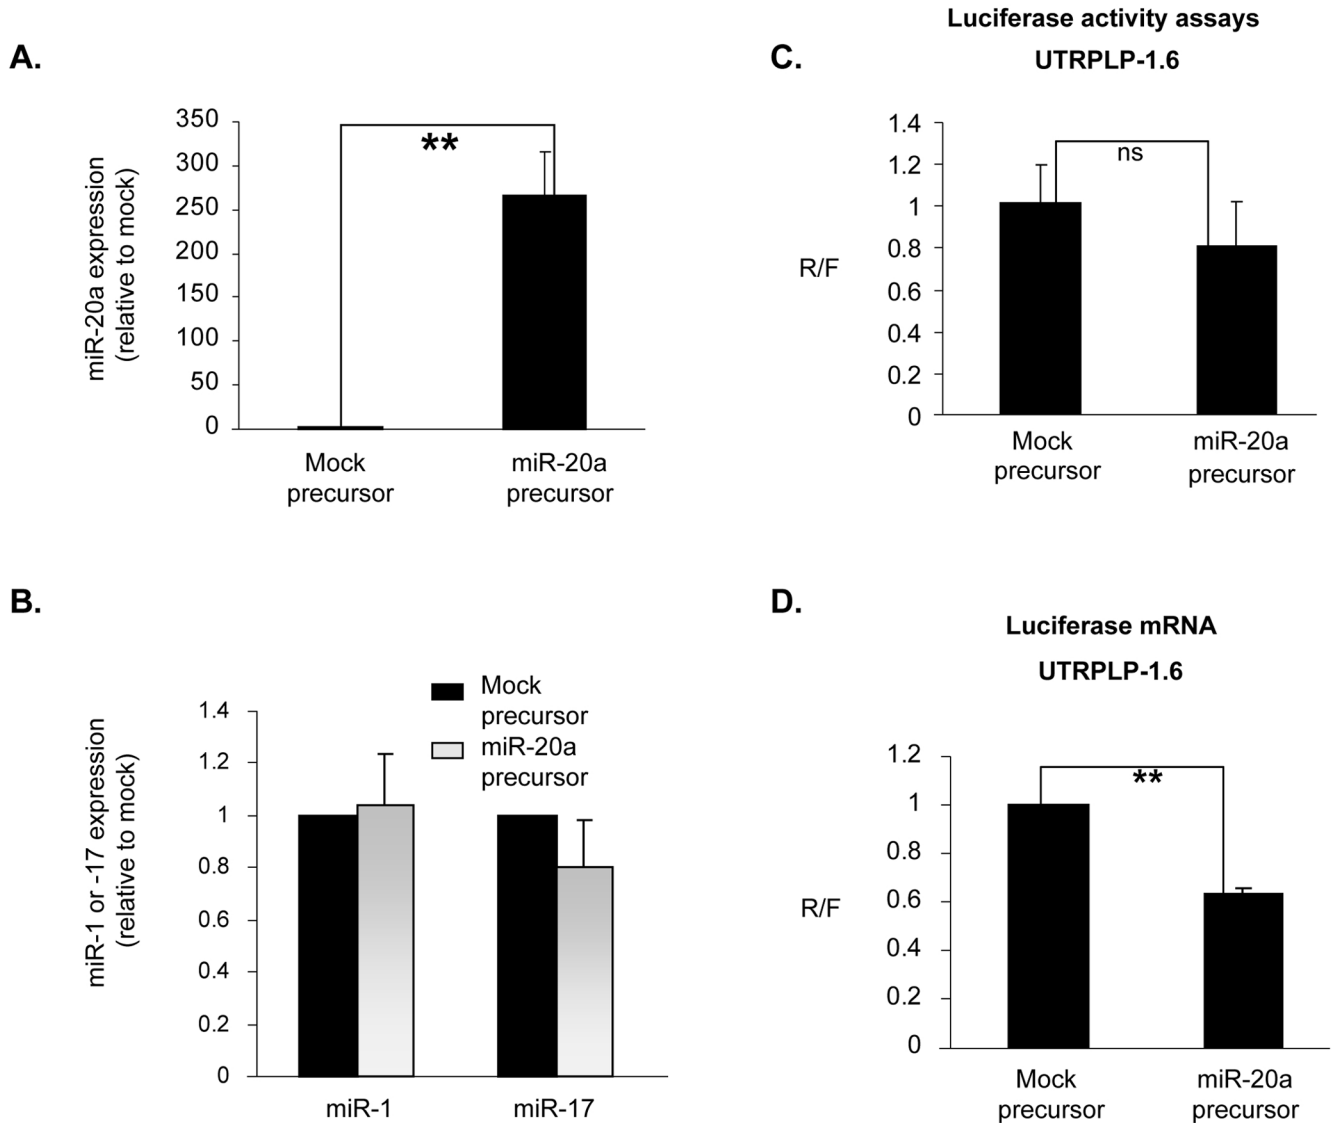 A.
miR-20a expression
(relative to mock)
350
300
250
200
150
100
50
0
**
Mock
precursor
miR-20a
precursor
B.
miR-1 or -17 expression
(relative to mock)
1.4
1.2
1
0.8
0.6
0.4
0.2
0
Mock
precursor
miR-20a
precursor
miR-1
miR-17
C.
Luciferase activity assays
UTRPLP-1.6
R/F
1.4
1.2
1
0.8
0.6
0.4
0.2
0
ns
Mock
precursor
miR-20a
precursor
D.
Luciferase mRNA
UTRPLP-1.6
R/F
1.2
1
0.8
0.6
0.4
0.2
0
**
Mock
precursor
miR-20a
precursor